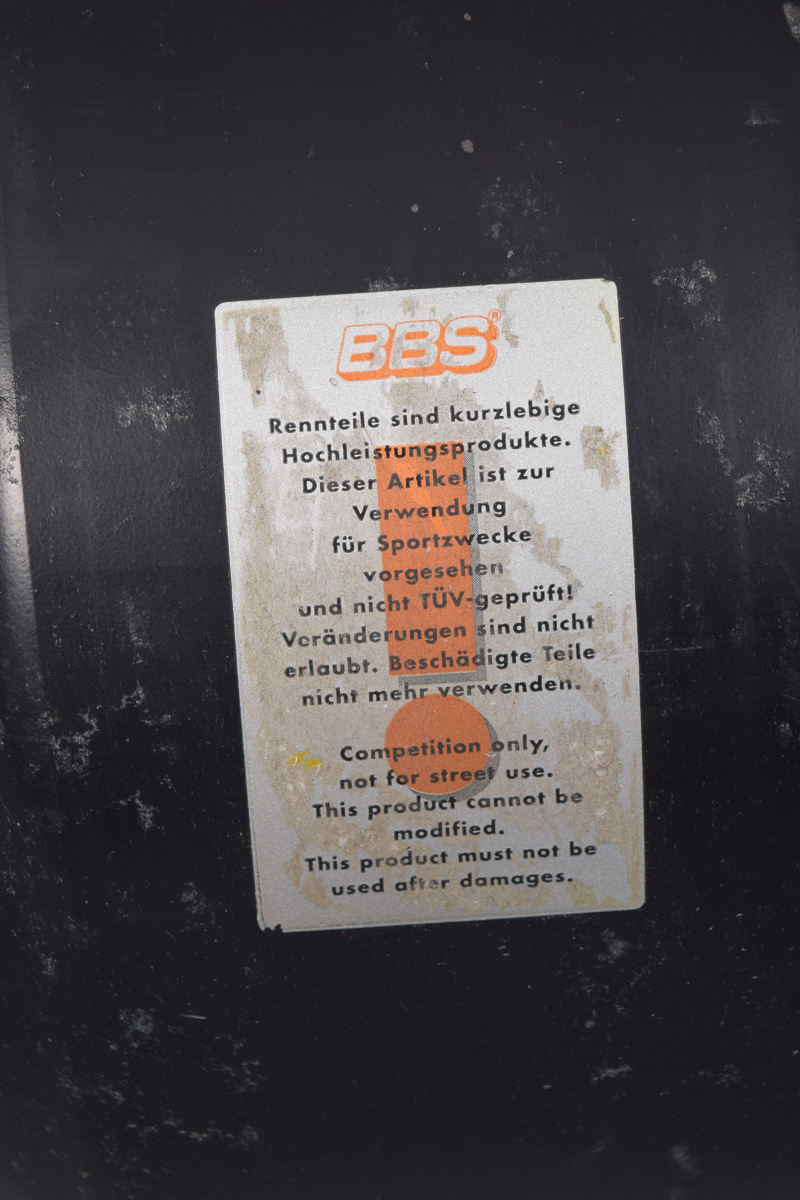 BBS®
Rennteile sind kurzlebige
Hochleistungsprodukte.
Dieser Artikel ist zur
Verwendung
für Sportzwecke
vorgesehen
und nicht TÜV-geprüft!
Veränderungen sind nicht
erlaubt. Beschädigte Teile
nicht mehr verwenden.
Competition only,
not for street use.
This product cannot be
modified.
This product must not be
used after damages.